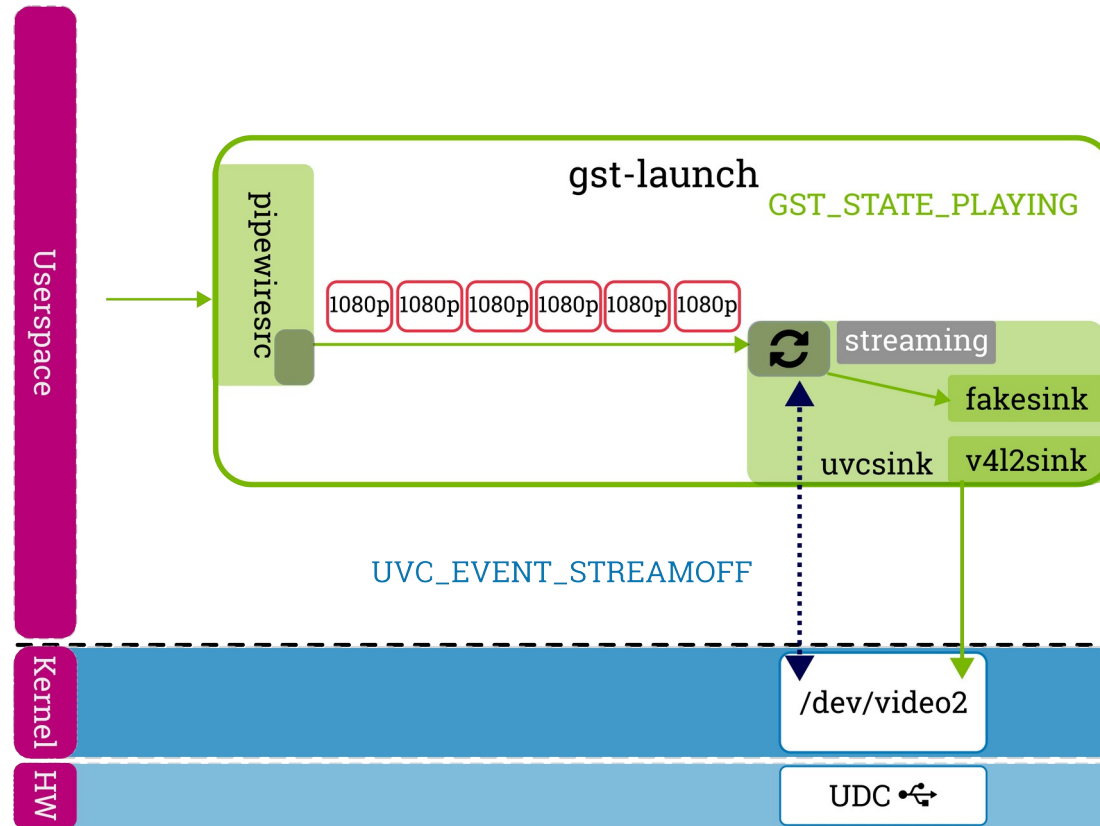 Userspace
gst-launch
GST_STATE_PLAYING
pipewiresrc
1080p 1080p 1080p 1080p 1080p 1080p
streaming
fakesink
uvcsink
v4l2sink
UVC_EVENT_STREAMOFF
Kernel
/dev/video2
HW
UDC